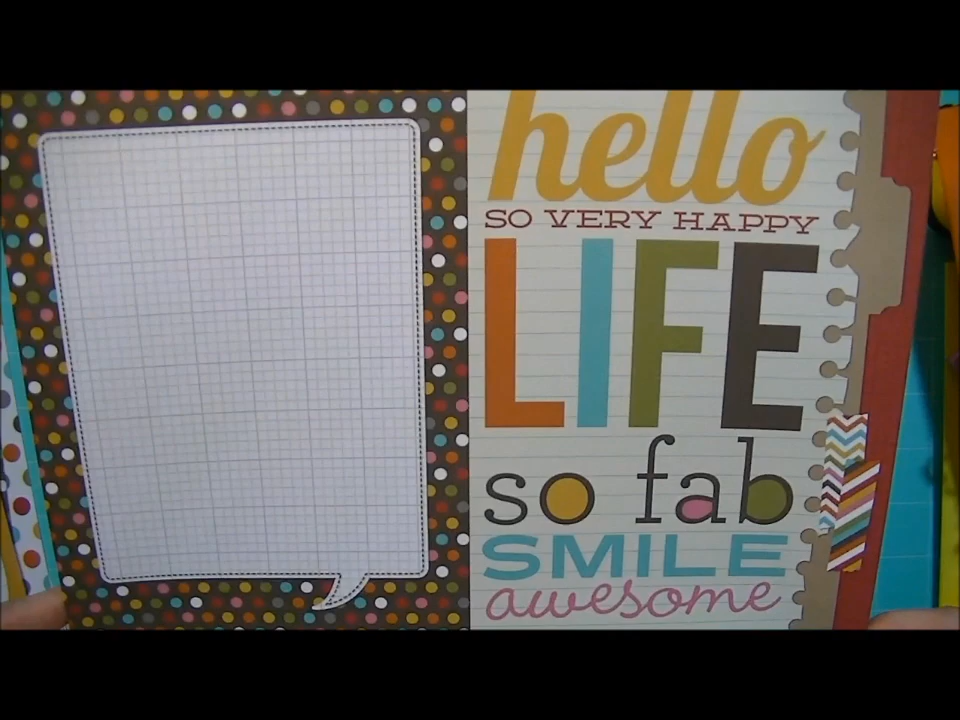 hello
SO VERY HAPPY
LIFE
so fab
SMILE
awesome